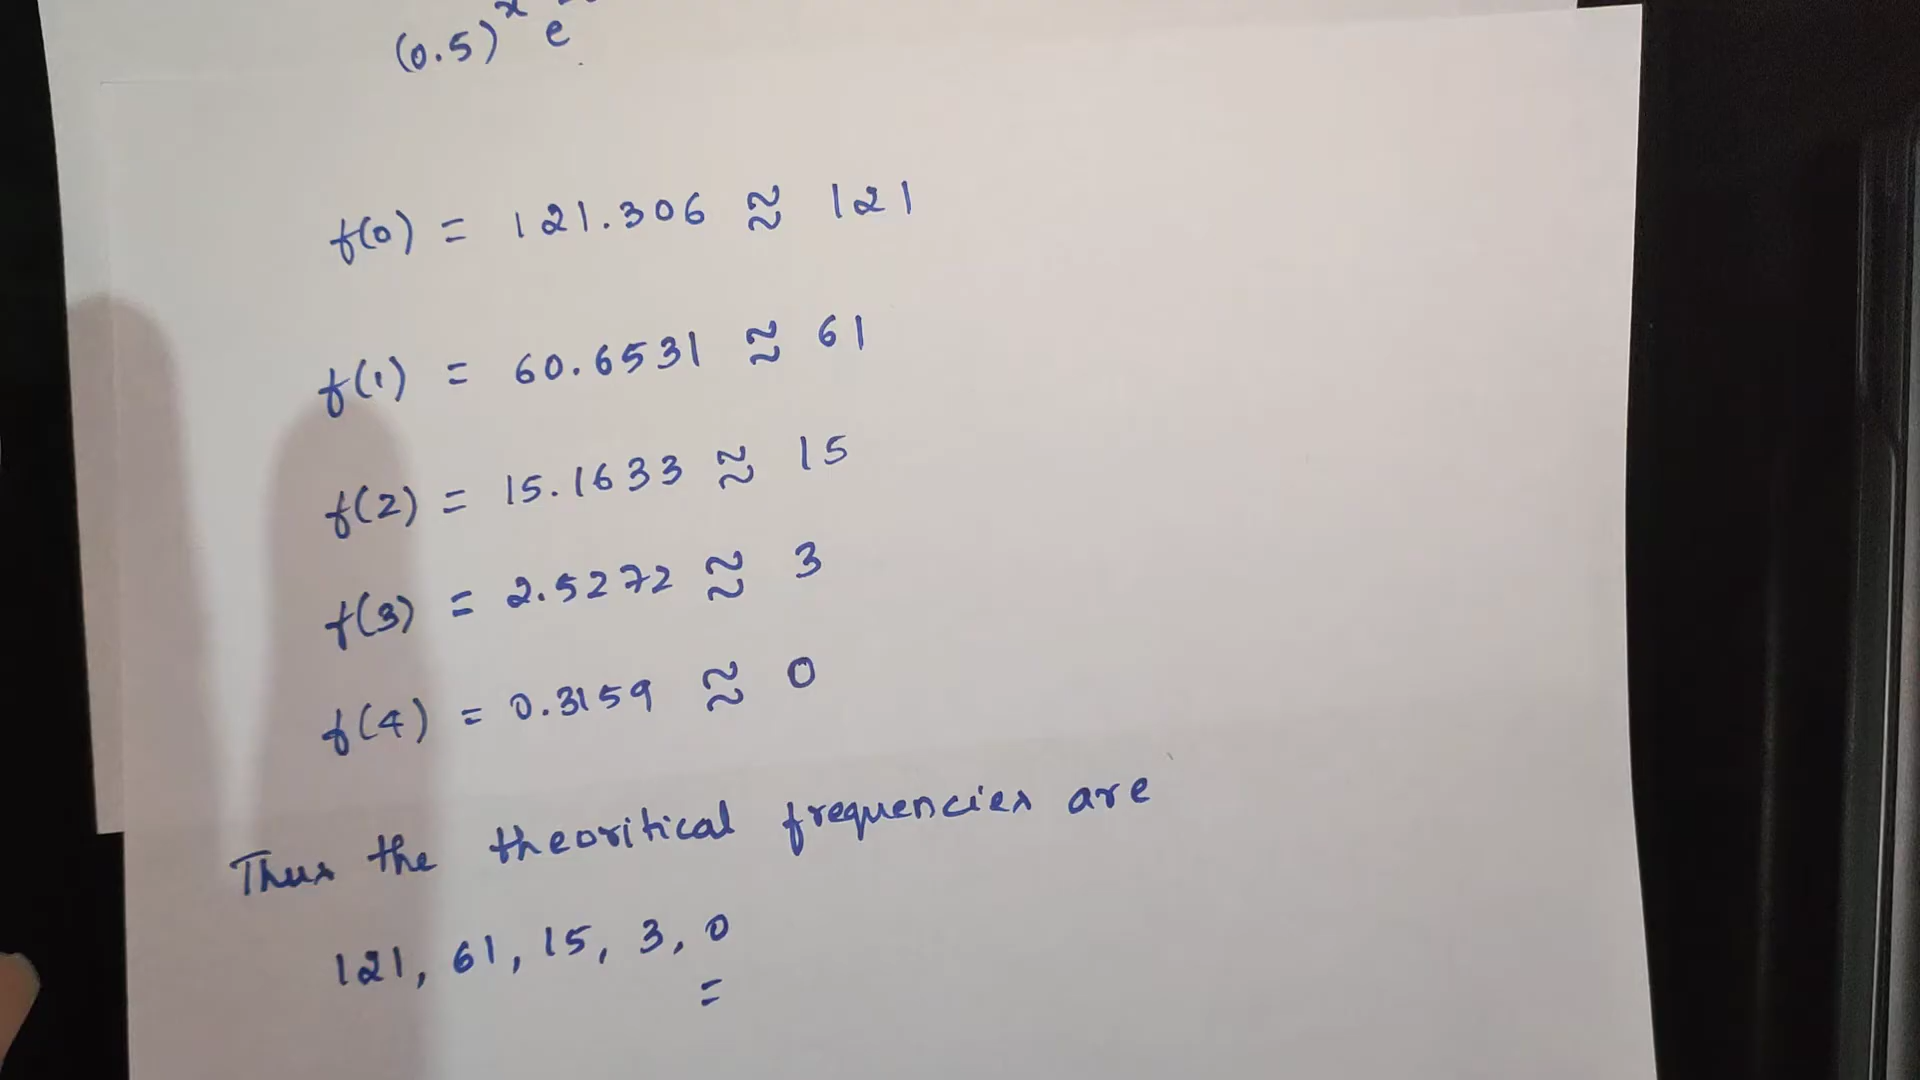 (0.5)ˣ e
f(0) = 121.306 ≈ 121
f(1) = 60.6531 ≈ 61
f(2) = 15.1633 ≈ 15
f(3) = 2.5272 ≈ 3
f(4) = 0.3159 ≈ 0
Thus the theoritical frequencies are
121, 61, 15, 3, 0
=